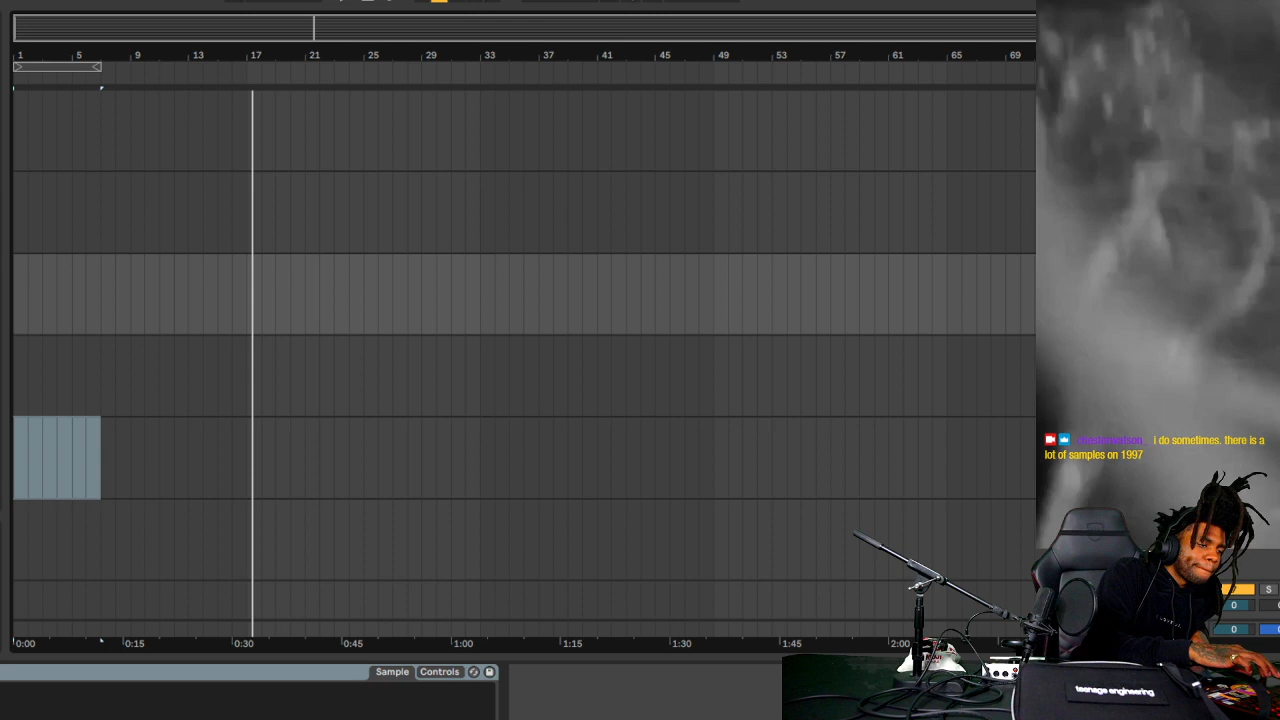 1 5 9 13 17 21 25 29 33 37 41 45 49 53 57 61 65 69
i do sometimes. there is a
lot of samples on 1997
S
0
0
0:00 0:15 0:30 0:45 1:00 1:15 1:30 1:45 2:00
Sample Controls
teenage engineering